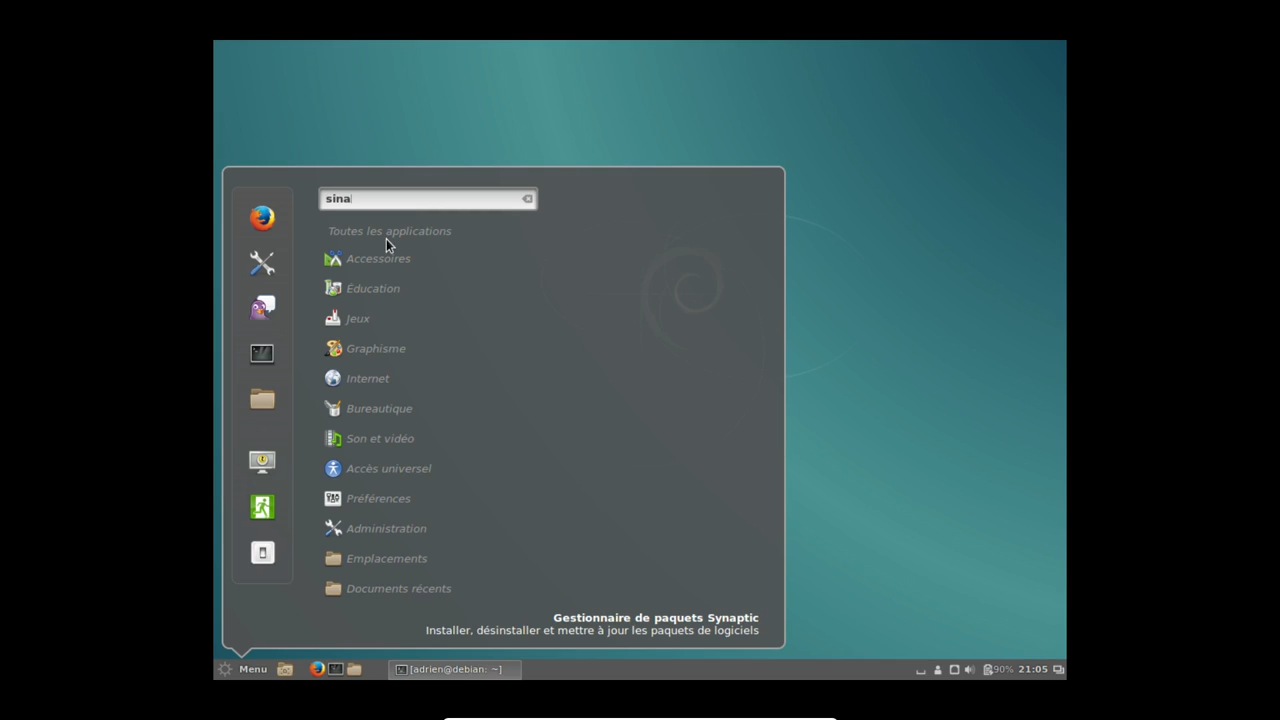 sina
Toutes les applications
Accessoires
Éducation
Jeux
Graphisme
Internet
Bureautique
Son et vidéo
Accès universel
Préférences
Administration
Emplacements
Documents récents
Gestionnaire de paquets Synaptic
Installer, désinstaller et mettre à jour les paquets de logiciels
Menu
[adrien@debian: ~]
90%
21:05